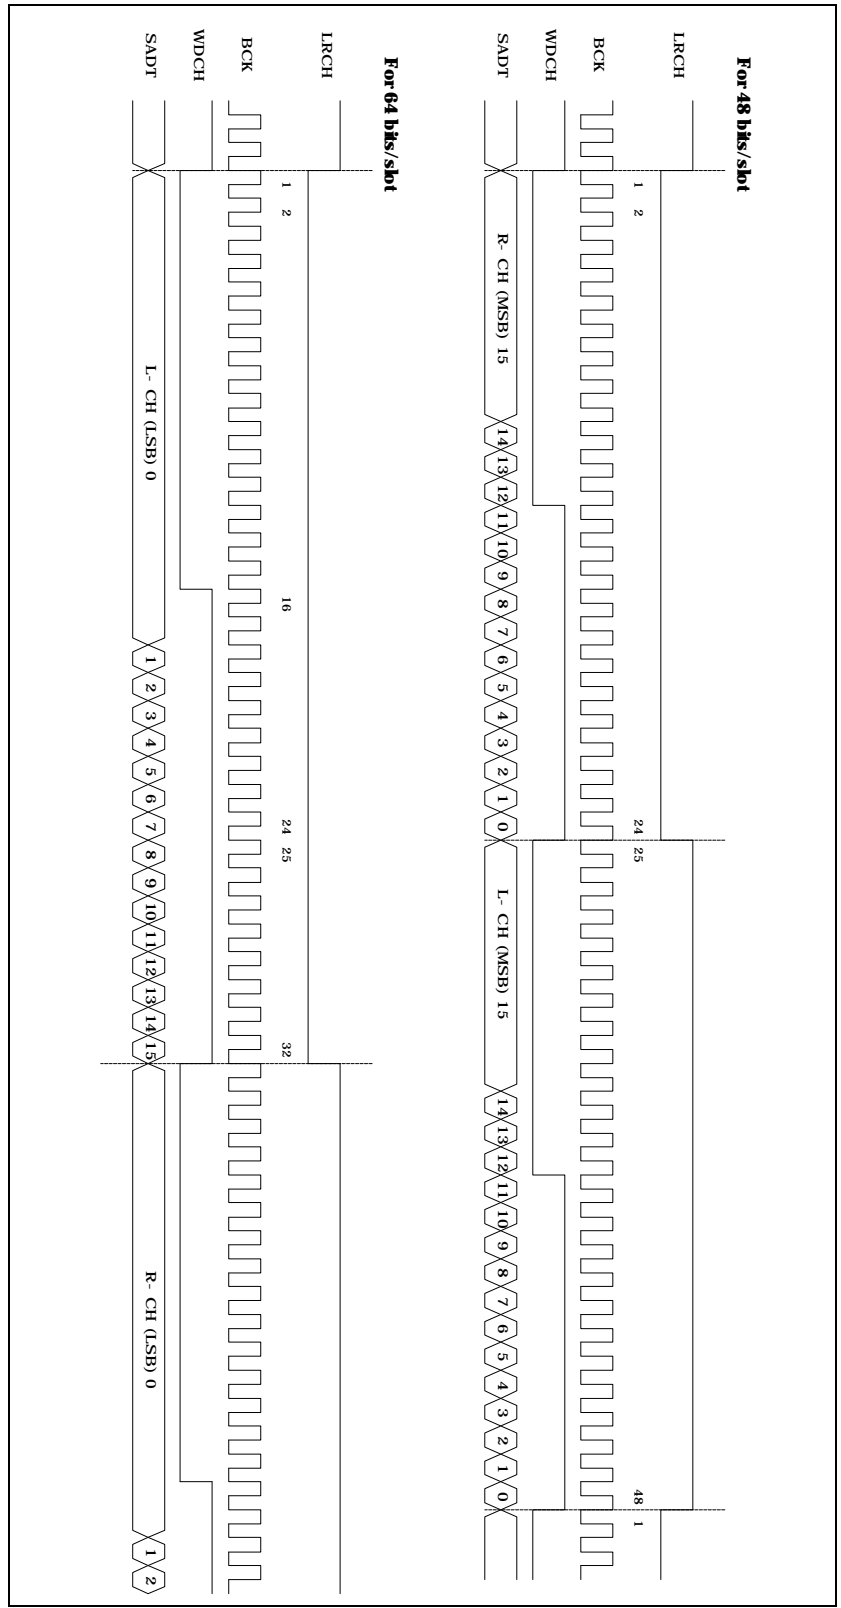 For 48 bits/slot
LRCH
1 2 24 25 48 1
BCK
WDCH
SADT
R- CH (MSB) 15 14 13 12 11 10 9 8 7 6 5 4 3 2 1 0 L- CH (MSB) 15 14 13 12 11 10 9 8 7 6 5 4 3 2 1 0
For 64 bits/slot
LRCH
1 2 16 24 25 32
BCK
WDCH
SADT
L- CH (LSB) 0 1 2 3 4 5 6 7 8 9 10 11 12 13 14 15 R- CH (LSB) 0 1 2